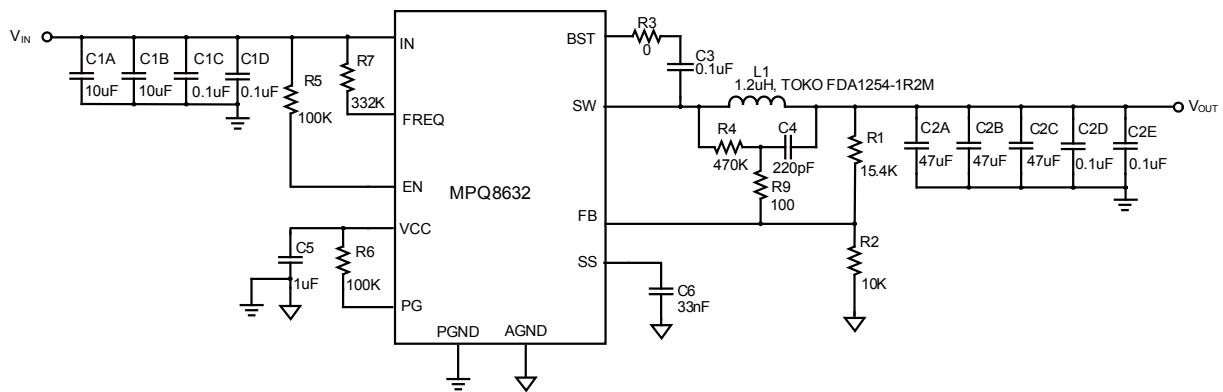 VIN
C1A
10uF
C1B
10uF
C1C
0.1uF
C1D
0.1uF
R5
100K
R7
332K
IN
FREQ
EN
VCC
PG
PGND
AGND
MPQ8632
BST
SW
FB
SS
C5
1uF
R6
100K
R3
0
C3
0.1uF
L1
1.2uH, TOKO FDA1254-1R2M
R4
470K
C4
220pF
R9
100
R1
15.4K
R2
10K
C6
33nF
C2A
47uF
C2B
47uF
C2C
47uF
C2D
0.1uF
C2E
0.1uF
VOUT